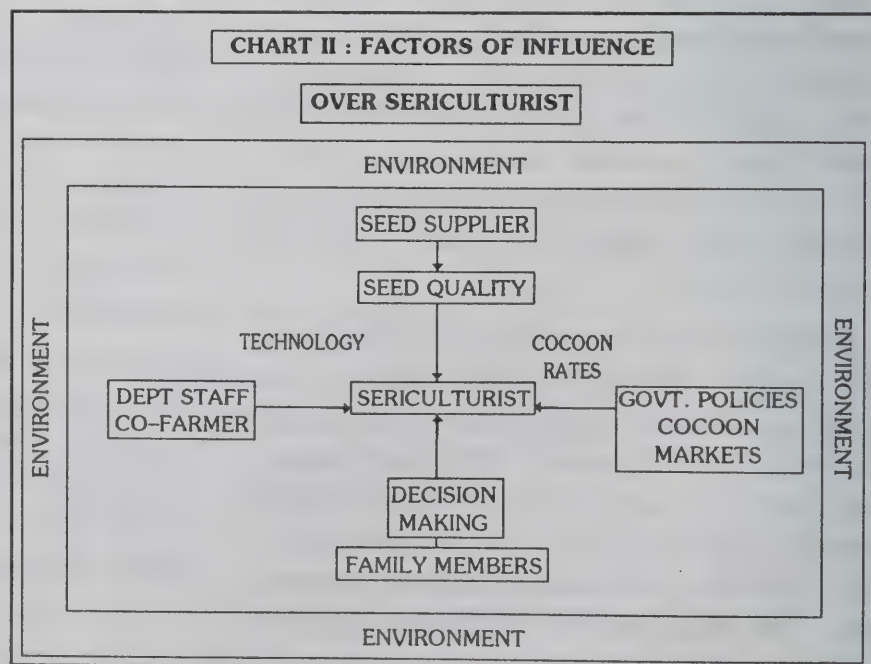 CHART II : FACTORS OF INFLUENCE
OVER SERICULTURIST
ENVIRONMENT
SEED SUPPLIER
SEED QUALITY
TECHNOLOGY
COCOON
RATES
ENVIRONMENT
DEPT STAFF
CO-FARMER
SERICULTURIST
GOVT. POLICIES
COCOON
MARKETS
ENVIRONMENT
DECISION
MAKING
FAMILY MEMBERS
ENVIRONMENT